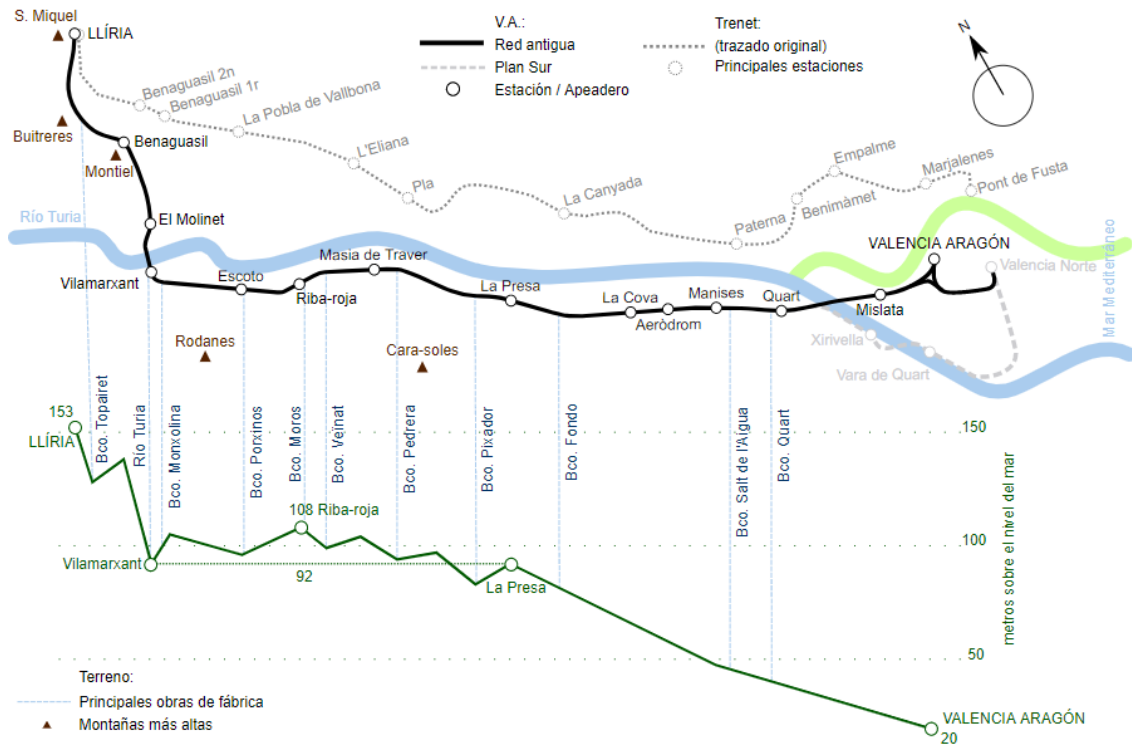 S. Miquel
LLÍRIA
V.A.:
Red antigua
Plan Sur
Estación / Apeadero
Trenet:
(trazado original)
Principales estaciones
N
Benaguasil 2n
Benaguasil 1r
La Pobla de Vallbona
L'Eliana
Pla
La Canyada
Paterna
Benimàmet
Empalme
Marjalenes
Pont de Fusta
Buitreres
Benaguasil
Montiel
El Molinet
Río Turia
Vilamarxant
Escoto
Riba-roja
Masia de Traver
La Presa
La Cova
Aeròdrom
Manises
Quart
Mislata
VALENCIA ARAGÓN
Valencia Norte
Xirivella
Vara de Quart
Mar Mediterráneo
Rodanes
Cara-soles
Bco. Topairet
Río Turia
Bco. Monxolina
Bco. Porxinos
Bco. Moros
Bco. Veïnat
Bco. Pedrera
Bco. Pixador
Bco. Fondo
Bco. Salt de l'Aigua
Bco. Quart
153
LLÍRIA
150
108 Riba-roja
100
Vilamarxant
92
La Presa
50
metros sobre el nivel del mar
VALENCIA ARAGÓN
20
Terreno:
Principales obras de fábrica
Montañas más altas